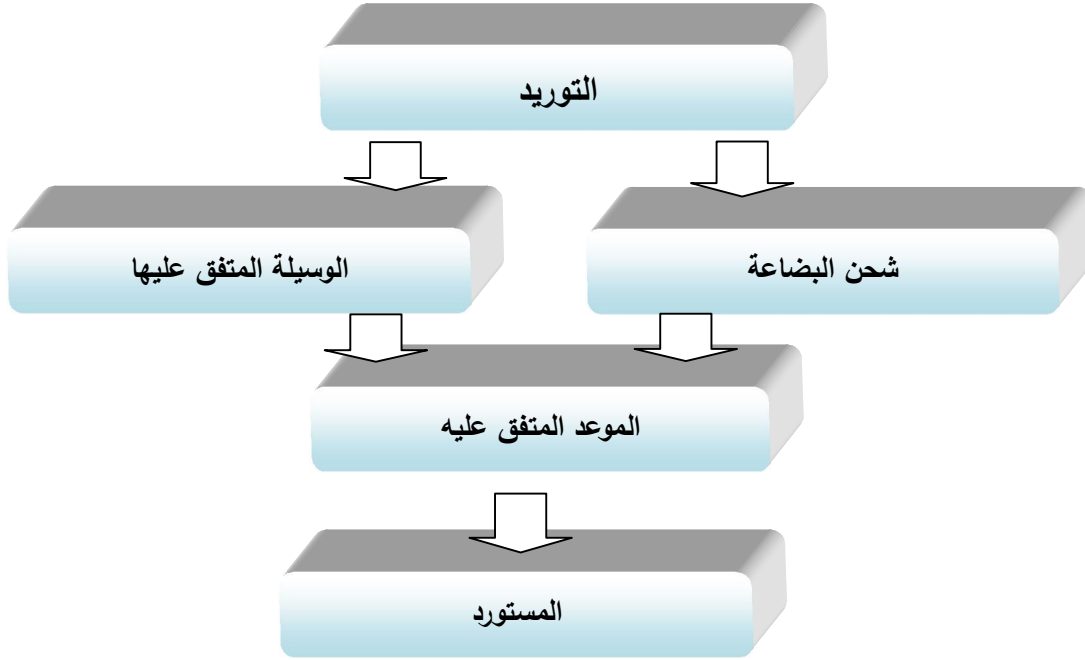 التوريد
شحن البضاعة
الوسيلة المتفق عليها
الموعد المتفق عليه
المستورد